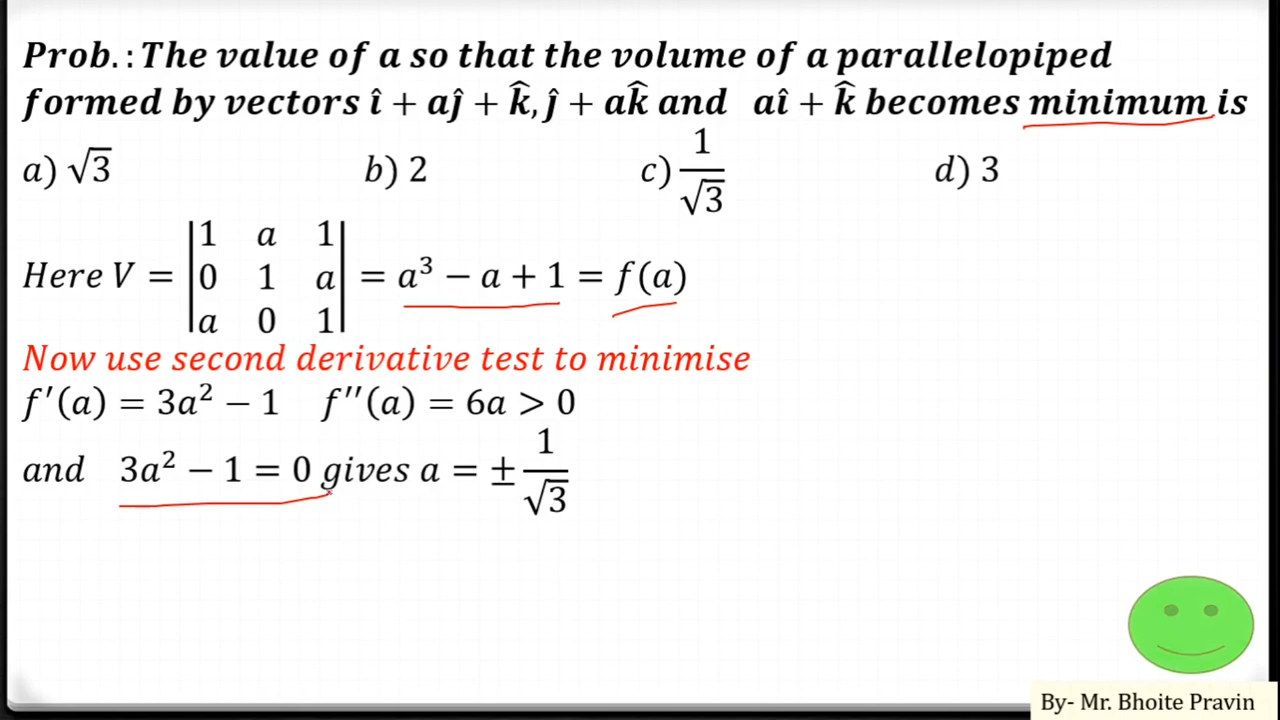 Prob.: The value of a so that the volume of a parallelopiped
formed by vectors î + aĵ + k̂, ĵ + ak̂ and aî + k̂ becomes minimum is
a) √3 b) 2 c) 1/√3 d) 3
Here V = |1 a 1; 0 1 a; a 0 1| = a³ − a + 1 = f(a)
Now use second derivative test to minimise
f′(a) = 3a² − 1 f″(a) = 6a > 0
and 3a² − 1 = 0 gives a = ± 1/√3
By- Mr. Bhoite Pravin